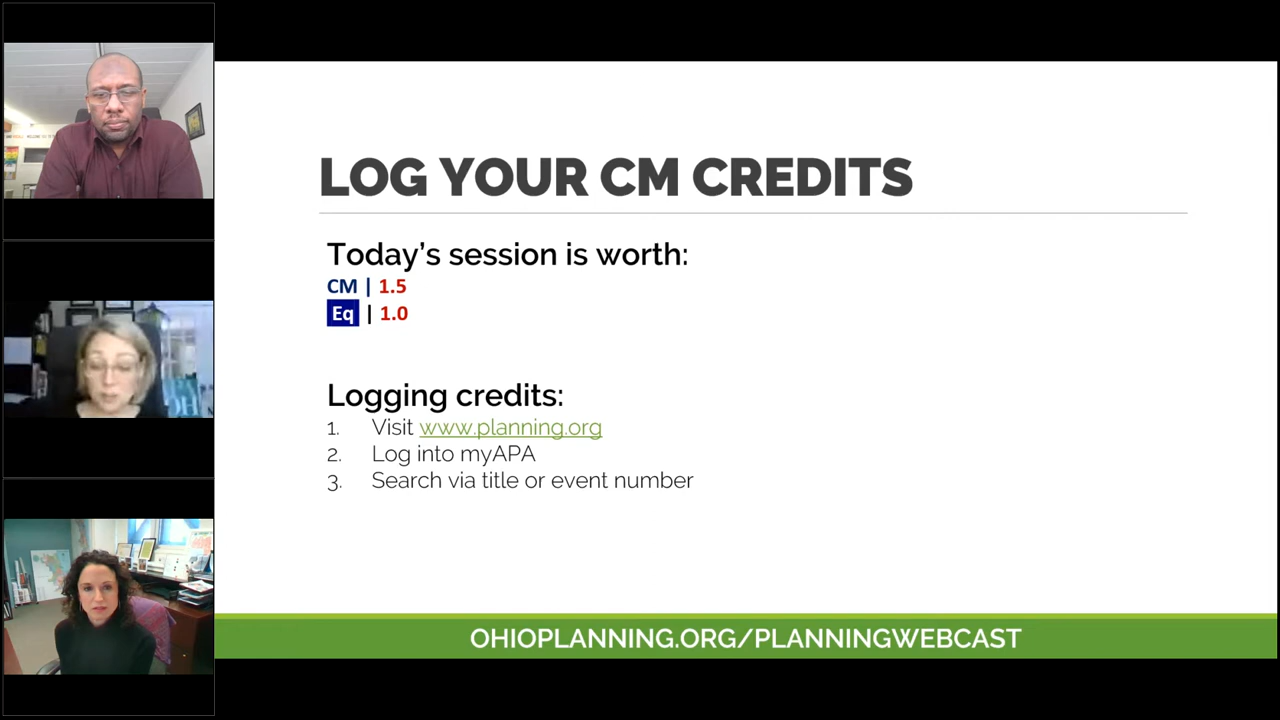 LOG YOUR CM CREDITS
Today's session is worth:
CM | 1.5
Eq | 1.0
Logging credits:
1. Visit www.planning.org
2. Log into myAPA
3. Search via title or event number
OHIOPLANNING.ORG/PLANNINGWEBCAST